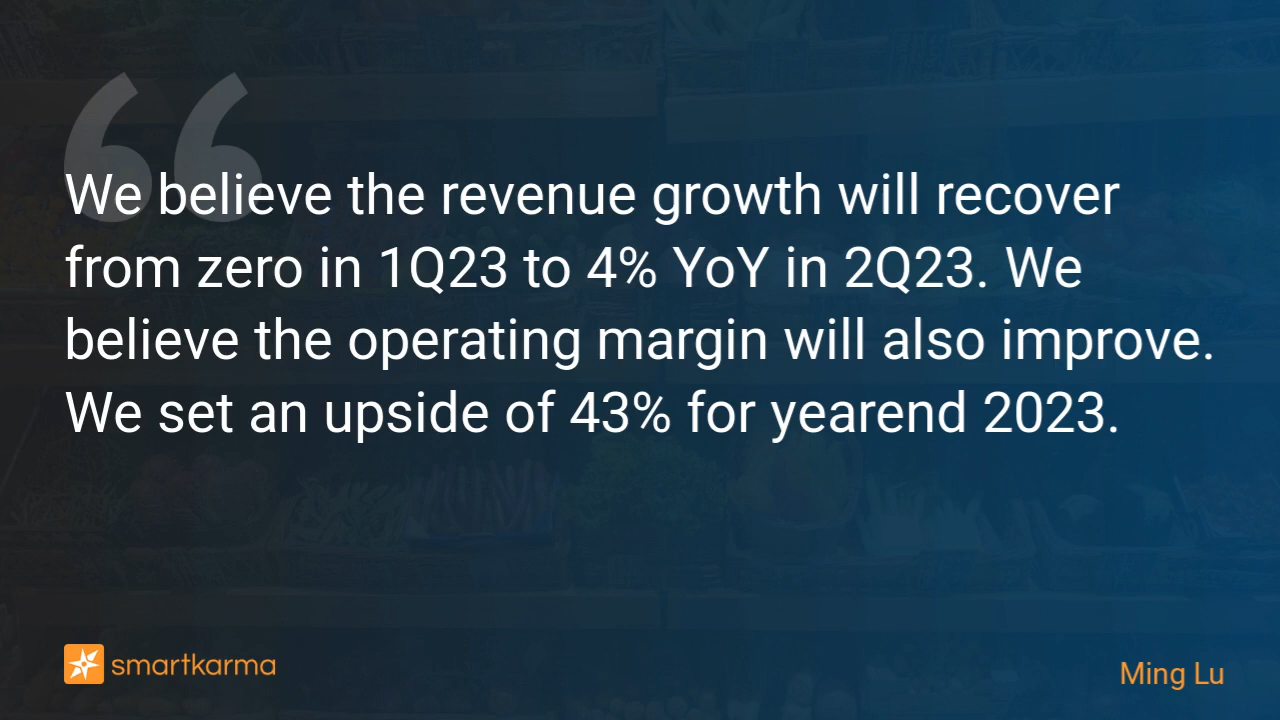 “
We believe the revenue growth will recover
from zero in 1Q23 to 4% YoY in 2Q23. We
believe the operating margin will also improve.
We set an upside of 43% for yearend 2023.
smartkarma
Ming Lu